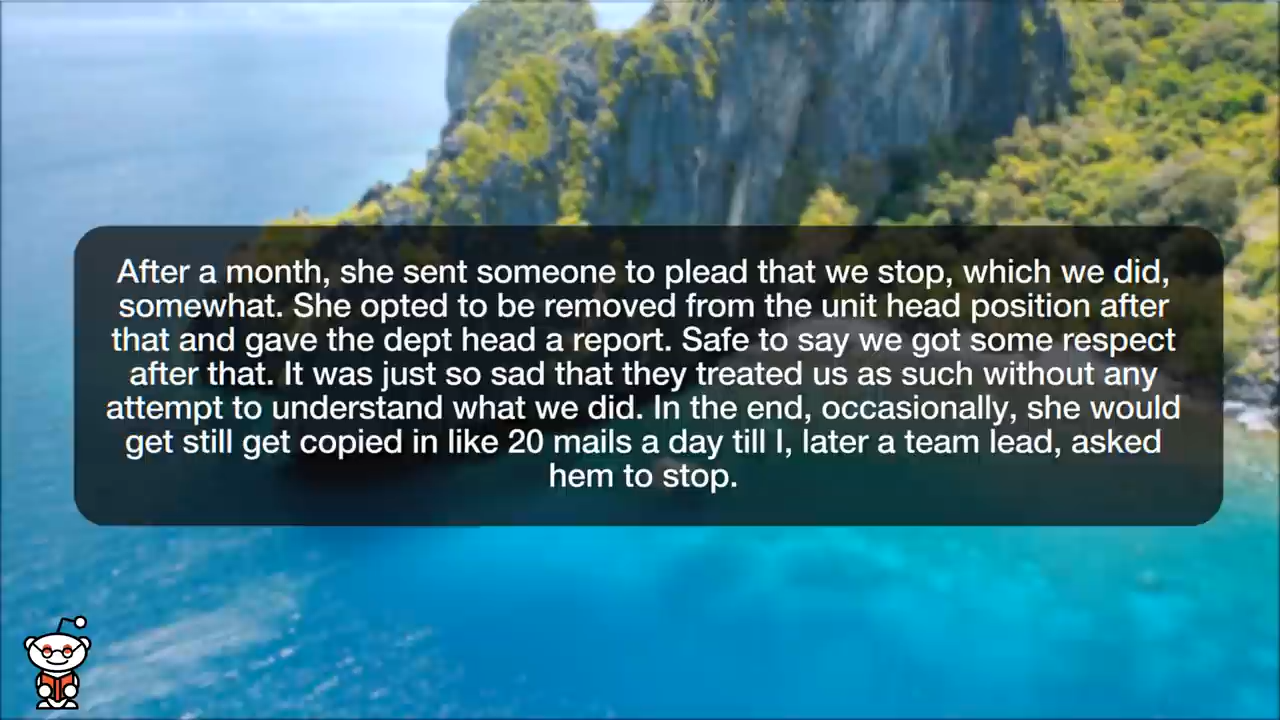 After a month, she sent someone to plead that we stop, which we did,
somewhat. She opted to be removed from the unit head position after
that and gave the dept head a report. Safe to say we got some respect
after that. It was just so sad that they treated us as such without any
attempt to understand what we did. In the end, occasionally, she would
get still get copied in like 20 mails a day till I, later a team lead, asked
hem to stop.